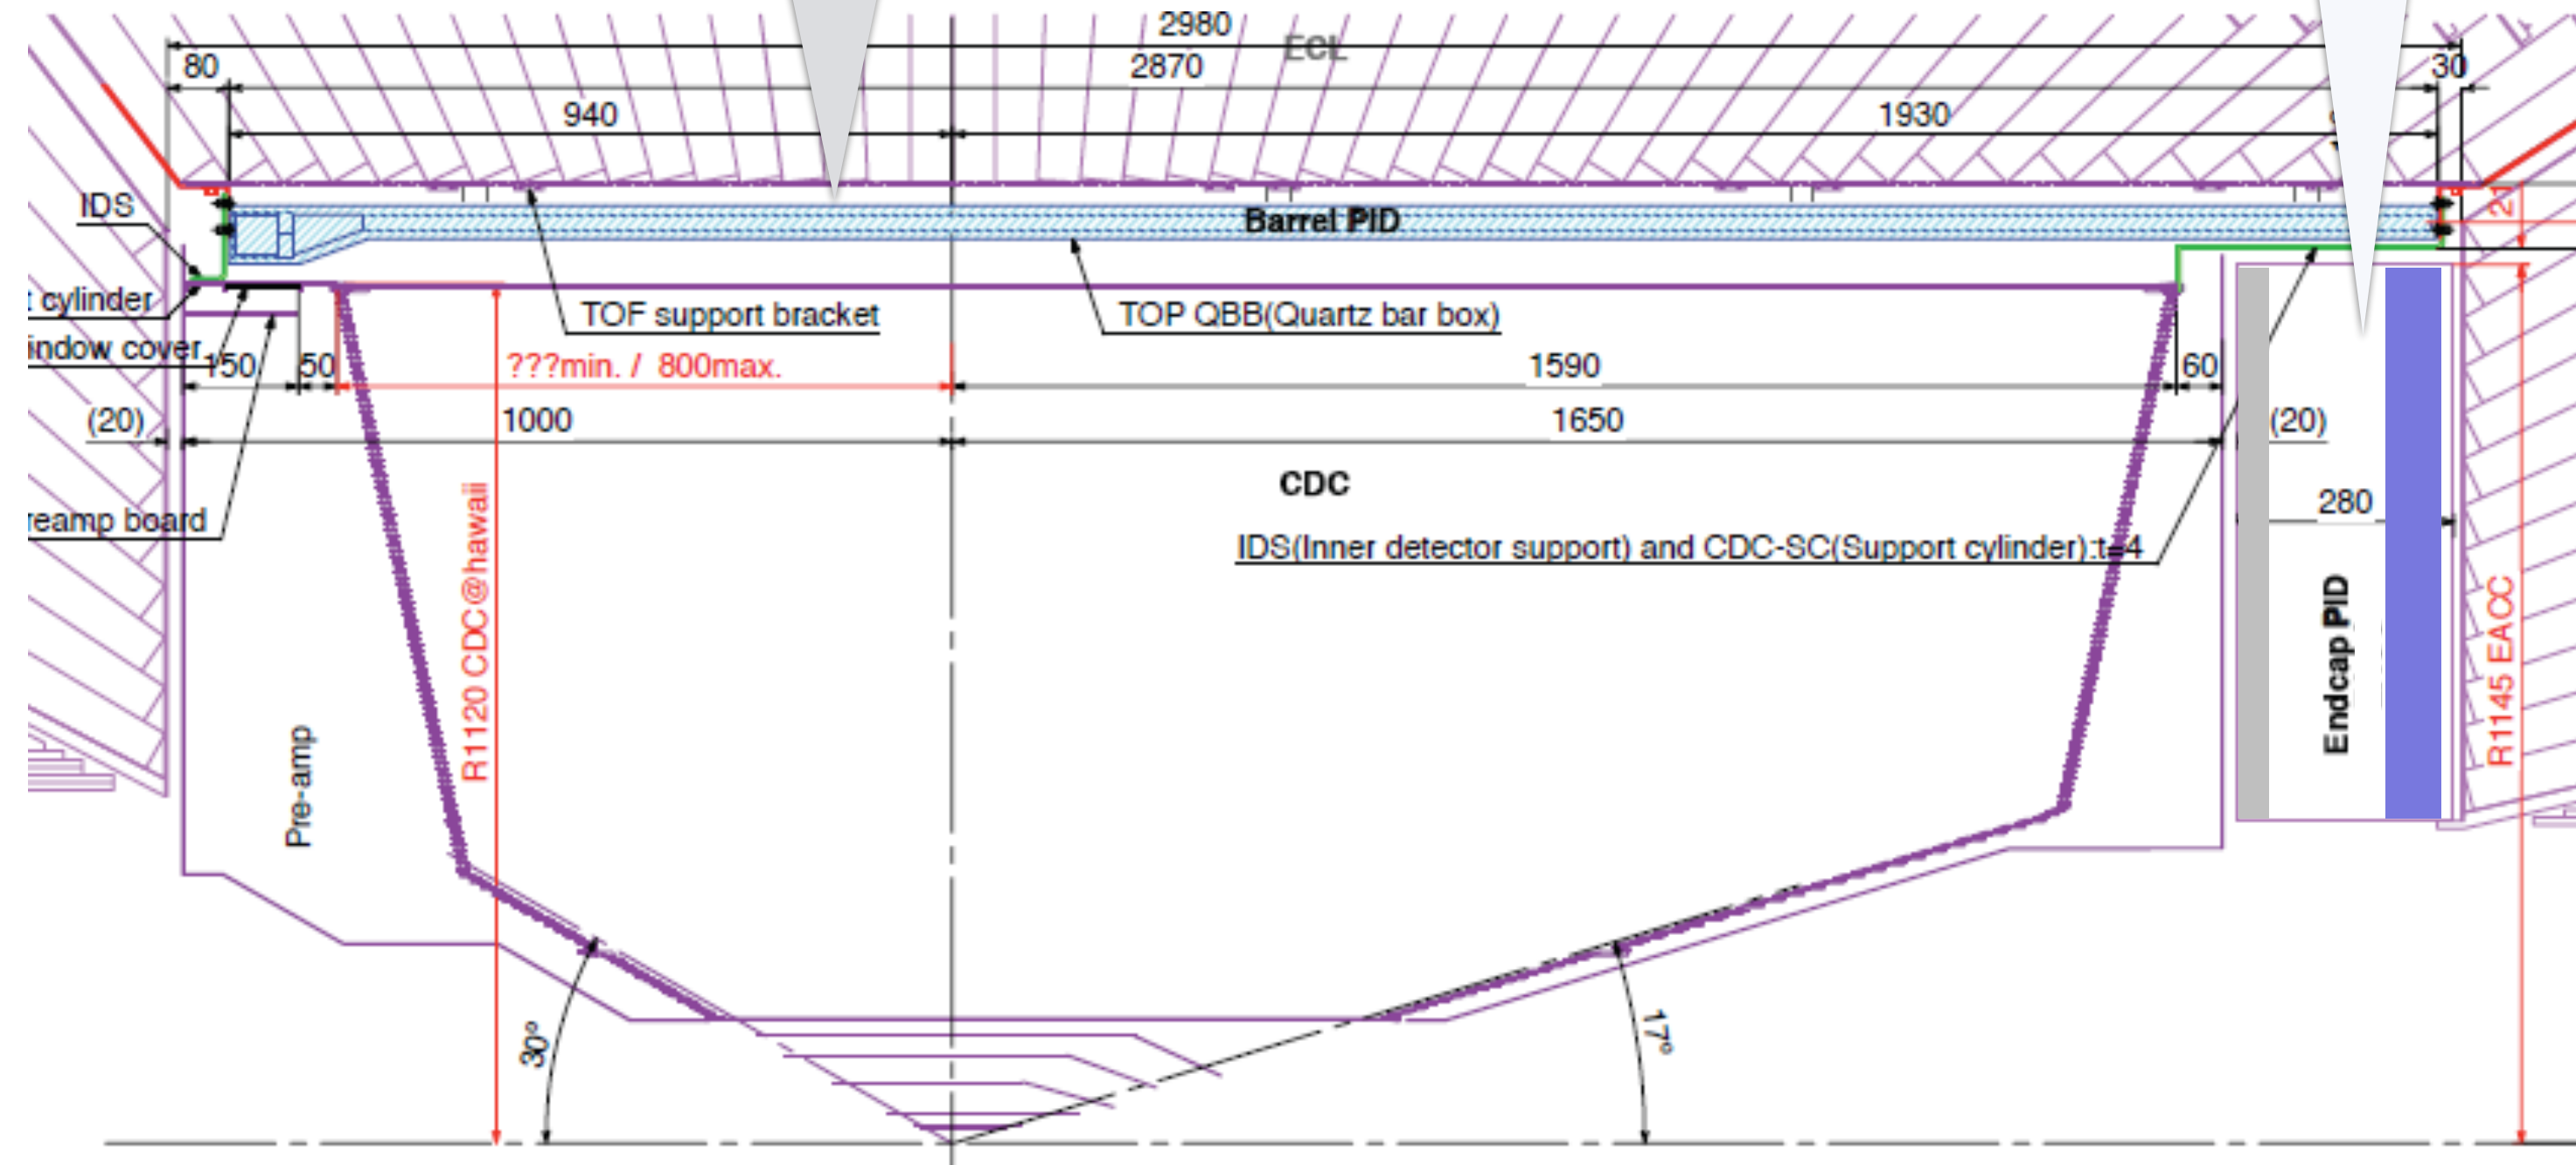 2980
ECL
80
2870
30
940
1930
IDS
Barrel PID
21
t cylinder
TOF support bracket
TOP QBB(Quartz bar box)
indow cover
150
50
???min. / 800max.
1590
60
(20)
1000
1650
(20)
CDC
280
reamp board
IDS(Inner detector support) and CDC-SC(Support cylinder):t=4
R1120 CDC@hawaii
Endcap PID
R1145 EACC
Pre-amp
30°
17°